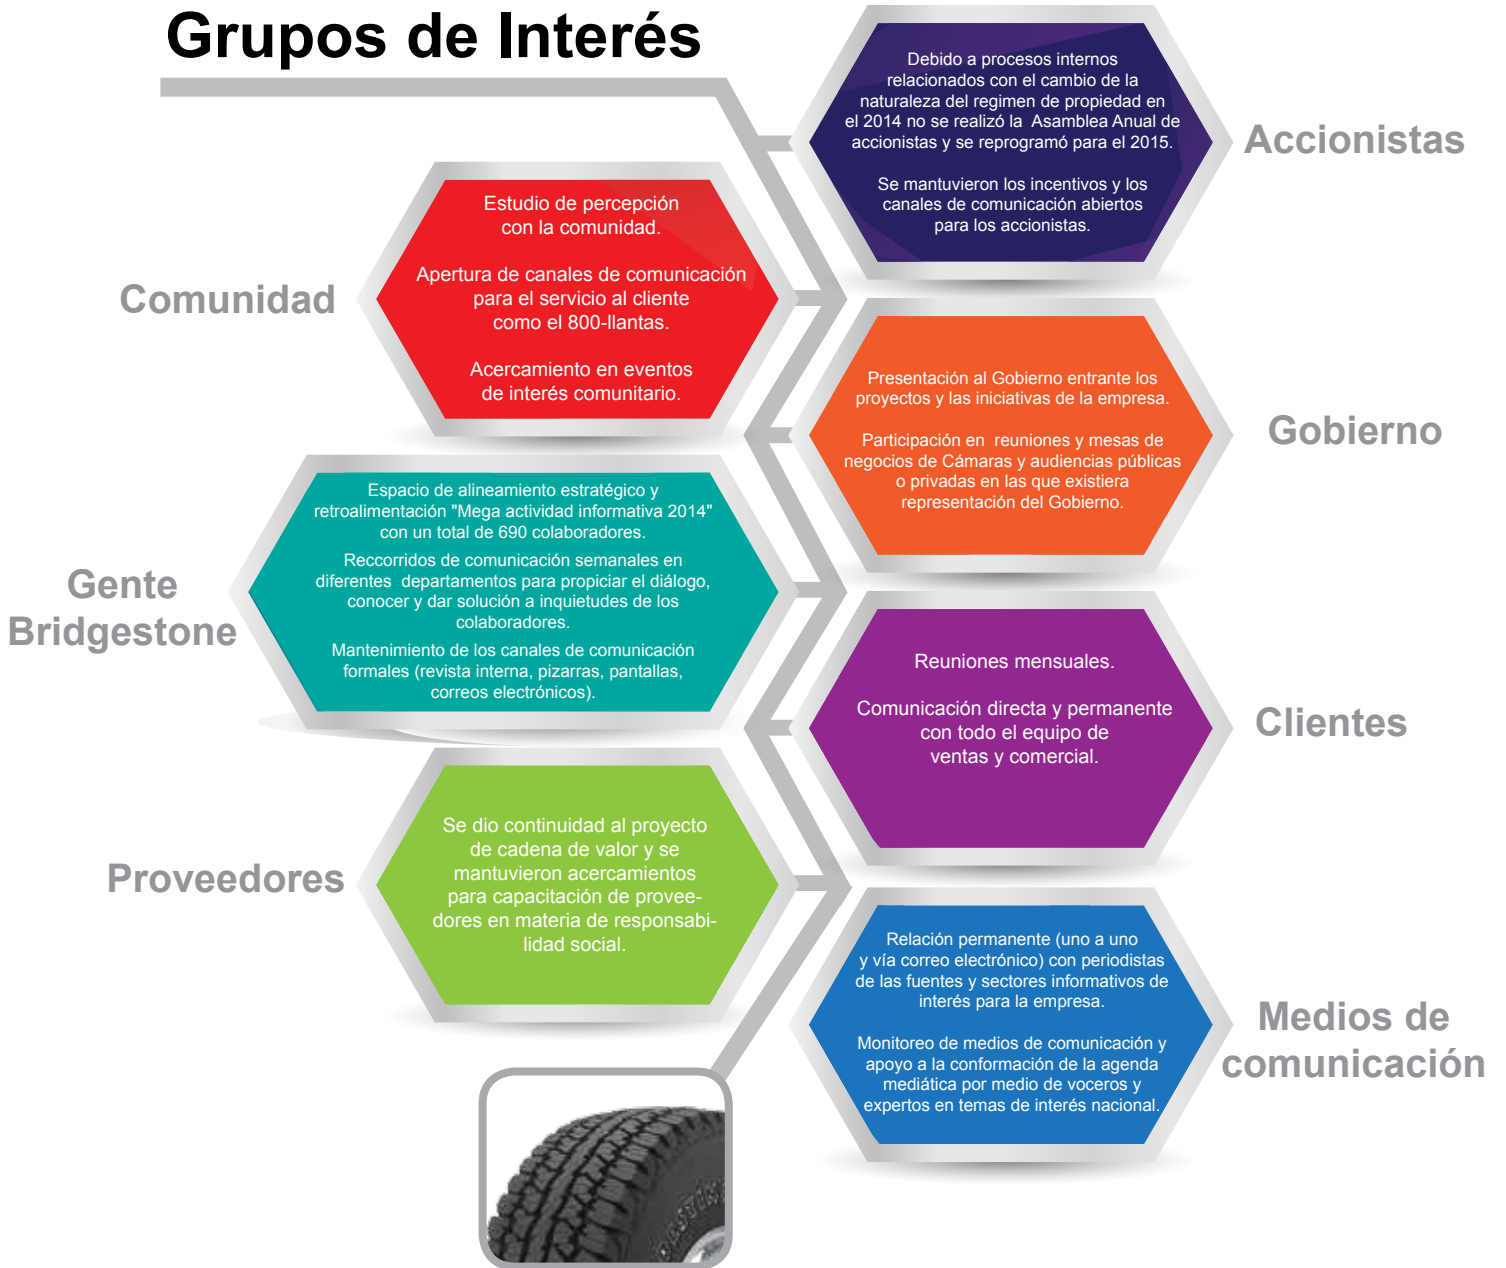 Grupos de Interés
Debido a procesos internos
relacionados con el cambio de la
naturaleza del regimen de propiedad en
el 2014 no se realizó la Asamblea Anual de
accionistas y se reprogramó para el 2015.
Se mantuvieron los incentivos y los
canales de comunicación abiertos
para los accionistas.
Accionistas
Comunidad
Estudio de percepción
con la comunidad.
Apertura de canales de comunicación
para el servicio al cliente
como el 800-llantas.
Acercamiento en eventos
de interés comunitario.
Presentación al Gobierno entrante los
proyectos y las iniciativas de la empresa.
Participación en reuniones y mesas de
negocios de Cámaras y audiencias públicas
o privadas en las que existiera
representación del Gobierno.
Gobierno
Gente
Bridgestone
Espacio de alineamiento estratégico y
retroalimentación "Mega actividad informativa 2014"
con un total de 690 colaboradores.
Reccorridos de comunicación semanales en
diferentes departamentos para propiciar el diálogo,
conocer y dar solución a inquietudes de los
colaboradores.
Mantenimiento de los canales de comunicación
formales (revista interna, pizarras, pantallas,
correos electrónicos).
Reuniones mensuales.
Comunicación directa y permanente
con todo el equipo de
ventas y comercial.
Clientes
Proveedores
Se dio continuidad al proyecto
de cadena de valor y se
mantuvieron acercamientos
para capacitación de provee-
dores en materia de responsabi-
lidad social.
Relación permanente (uno a uno
y vía correo electrónico) con periodistas
de las fuentes y sectores informativos de
interés para la empresa.
Monitoreo de medios de comunicación y
apoyo a la conformación de la agenda
mediática por medio de voceros y
expertos en temas de interés nacional.
Medios de
comunicación